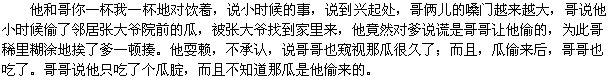 他和哥你一杯我一杯地对饮着，说小时候的事，说到兴起处，哥俩儿的嗓门越来越大，哥说他
小时候偷了邻居张大爷院前的瓜，被张大爷找到家里来，他竟然对爹说谎是哥哥让他偷的，为此哥
稀里糊涂地挨了爹一顿揍。他耍赖，不承认，说哥哥也窥视那瓜很久了；而且，瓜偷来后，哥哥也
吃了。哥哥说他只吃了个瓜腚，而且不知道那瓜是他偷来的。